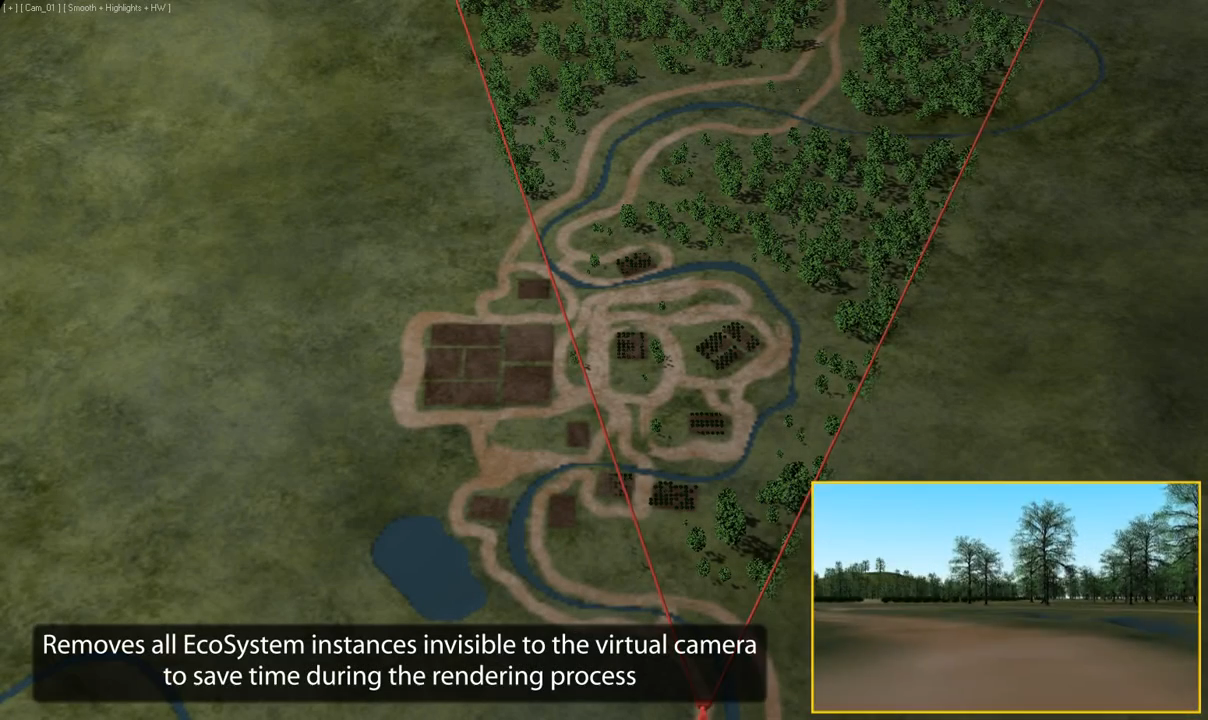 [ + ] [ Cam_01 ] [ Smooth + Highlights + HW ]
Removes all EcoSystem instances invisible to the virtual camera
to save time during the rendering process